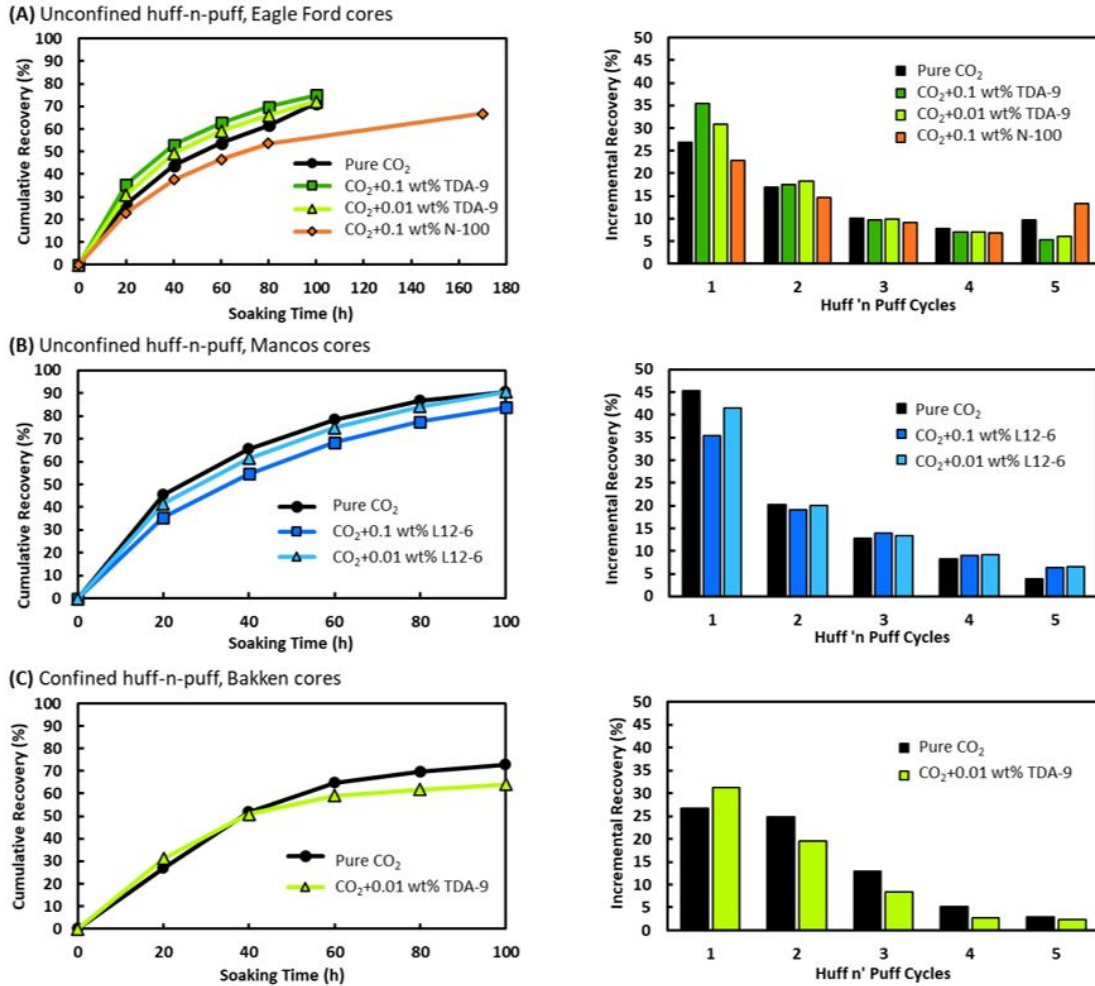 (A) Unconfined huff-n-puff, Eagle Ford cores
Cumulative Recovery (%)
100
90
80
70
60
50
40
30
20
10
0
Pure CO₂
CO₂+0.1 wt% TDA-9
CO₂+0.01 wt% TDA-9
CO₂+0.1 wt% N-100
0 20 40 60 80 100 120 140 160 180
Soaking Time (h)
Incremental Recovery (%)
50
45
40
35
30
25
20
15
10
5
0
Pure CO₂
CO₂+0.1 wt% TDA-9
CO₂+0.01 wt% TDA-9
CO₂+0.1 wt% N-100
1 2 3 4 5
Huff 'n Puff Cycles
(B) Unconfined huff-n-puff, Mancos cores
Cumulative Recovery (%)
100
90
80
70
60
50
40
30
20
10
0
Pure CO₂
CO₂+0.1 wt% L12-6
CO₂+0.01 wt% L12-6
0 20 40 60 80 100
Soaking Time (h)
Incremental Recovery (%)
50
45
40
35
30
25
20
15
10
5
0
Pure CO₂
CO₂+0.1 wt% L12-6
CO₂+0.01 wt% L12-6
1 2 3 4 5
Huff 'n Puff Cycles
(C) Confined huff-n-puff, Bakken cores
Cumulative Recovery (%)
100
90
80
70
60
50
40
30
20
10
0
Pure CO₂
CO₂+0.01 wt% TDA-9
0 20 40 60 80 100
Soaking Time (h)
Incremental Recovery (%)
50
45
40
35
30
25
20
15
10
5
0
Pure CO₂
CO₂+0.01 wt% TDA-9
1 2 3 4 5
Huff n' Puff Cycles